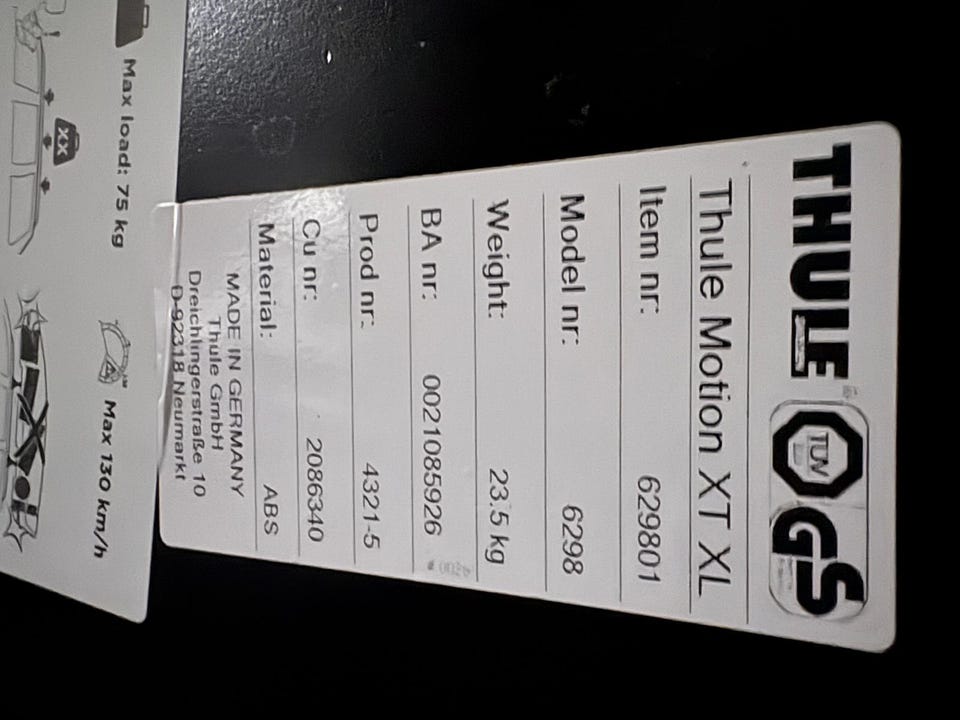 THULE TÜV GS
Thule Motion XT XL
Item nr: 629801
Model nr: 6298
Weight: 23.5 kg
BA nr: 0021085926
Prod nr: 4321-5
Cu nr: 2086340
Material: ABS
MADE IN GERMANY
Thule GmbH
Dreichlingerstraße 10
D-92318 Neumarkt
Max load: 75 kg
XX
Max 130 km/h